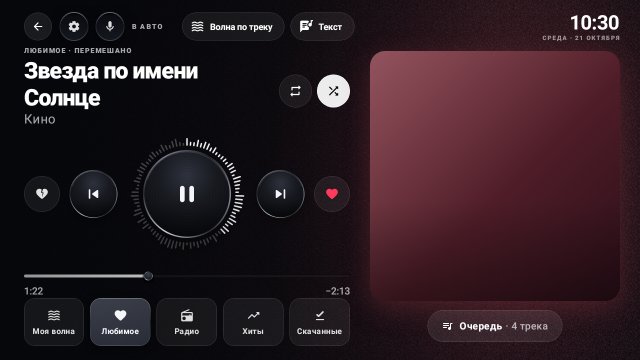 В АВТО
Волна по треку
Текст
10:30
СРЕДА · 21 ОКТЯБРЯ
ЛЮБИМОЕ · ПЕРЕМЕШАНО
Звезда по имени
Солнце
Кино
1:22
−2:13
Моя волна
Любимое
Радио
Хиты
Скачанные
Очередь · 4 трека